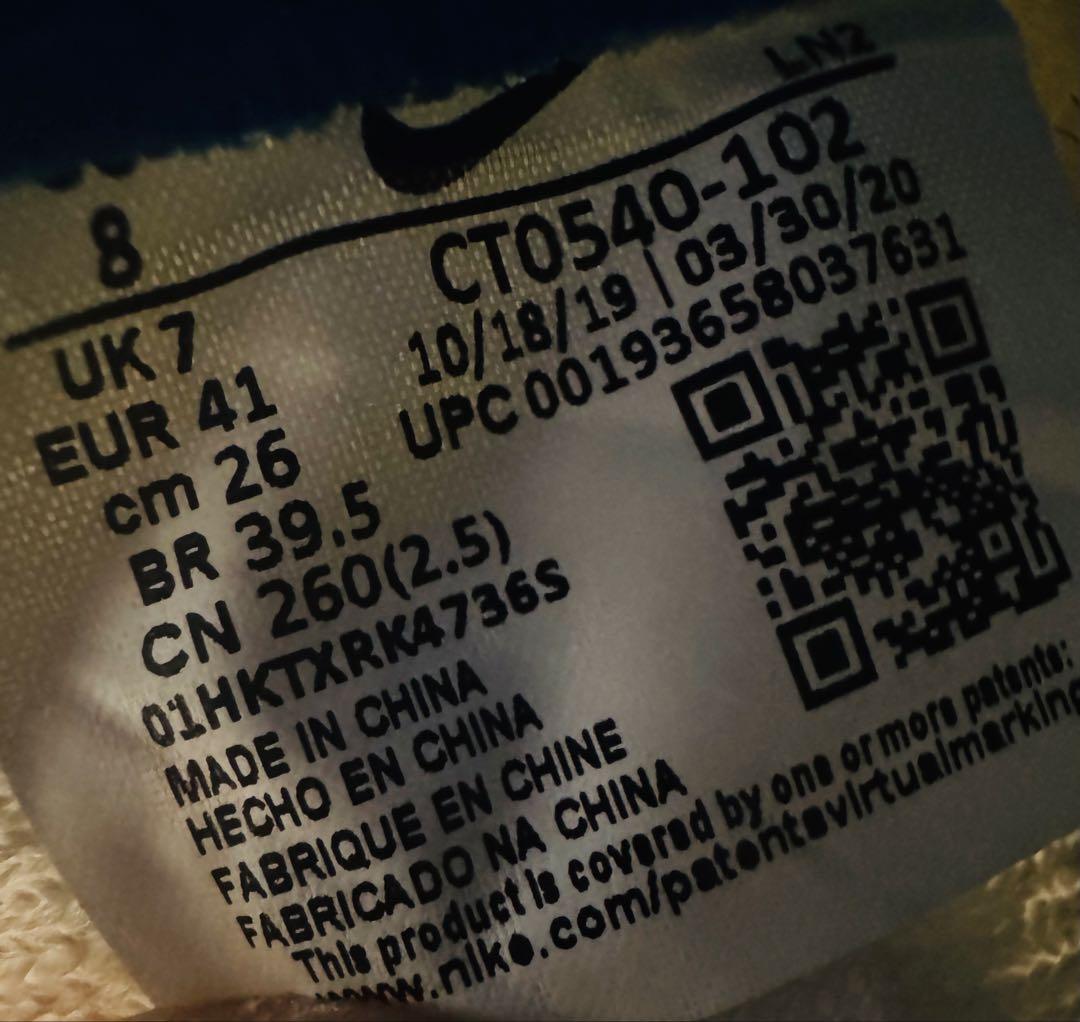 LN2
8
CT0540-102
UK 7
10/18/19 | 03/30/20
EUR 41
UPC 00193658037631
cm 26
BR 39.5
CN 260(2.5)
01HKTXRK4736S
MADE IN CHINA
HECHO EN CHINA
FABRIQUE EN CHINE
FABRICADO NA CHINA
This product is covered by one or more patents:
www.nike.com/patentsvirtualmarking